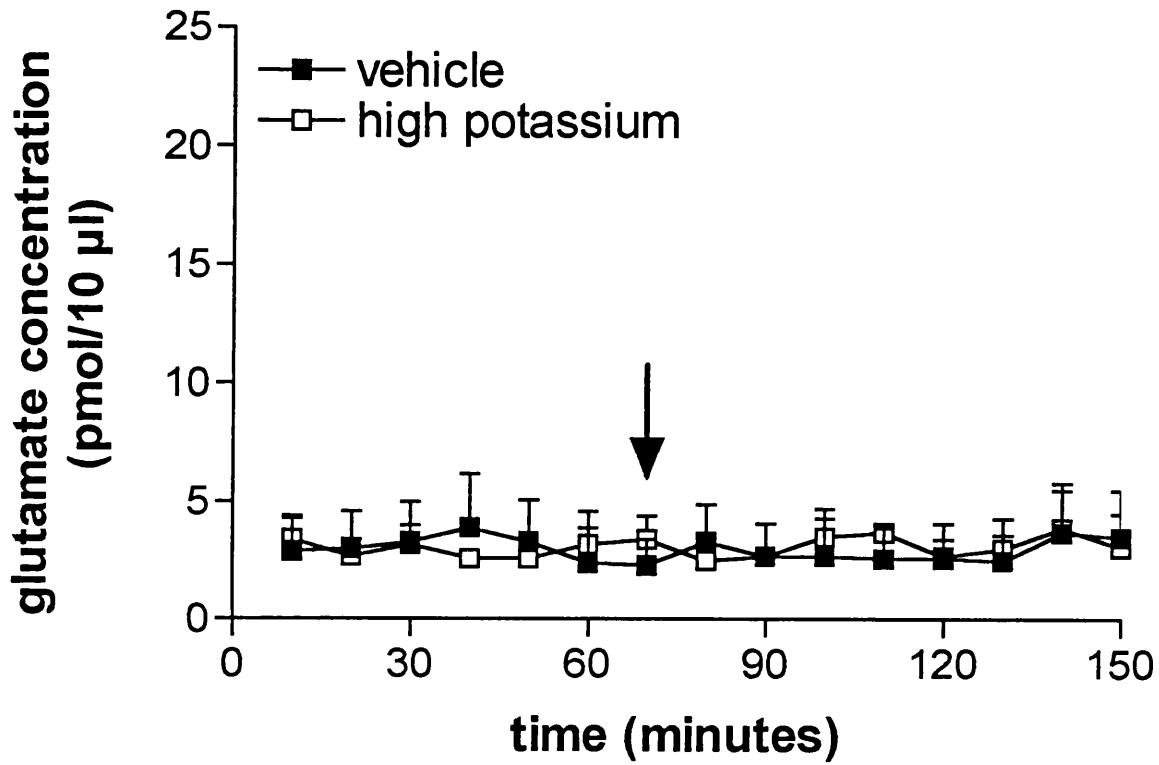 glutamate concentration
(pmol/10 µl)
25
20
15
10
5
0
vehicle
high potassium
0 30 60 90 120 150
time (minutes)